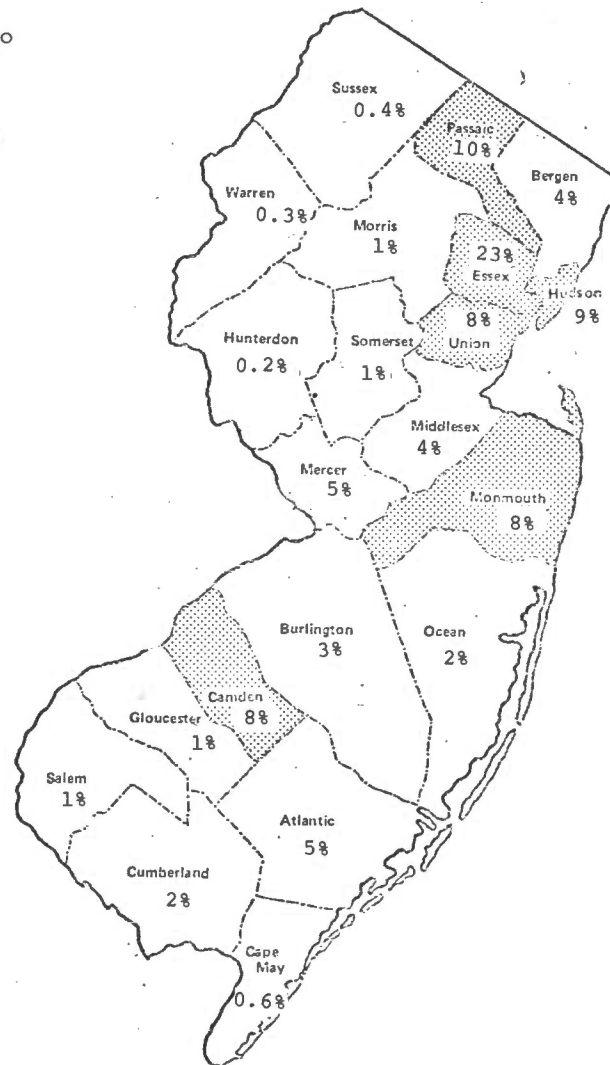 Sussex
0.4%
Passaic
10%
Bergen
4%
Warren
0.3%
Morris
1%
23%
Essex
Hudson
9%
8%
Union
Hunterdon
0.2%
Somerset
1%
Middlesex
4%
Mercer
5%
Monmouth
8%
Burlington
3%
Ocean
2%
Camden
8%
Gloucester
1%
Salem
1%
Atlantic
5%
Cumberland
2%
Cape
May
0.6%